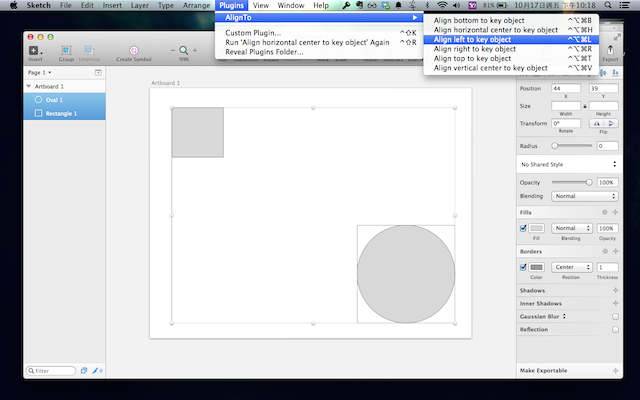 Sketch File Edit Insert Layer Type Arrange Plugins View Window Help 81% 10月17日週五 下午10:18
AlignTo
Custom Plugin... ^⇧K
Run 'Align horizontal center to key object' Again ^⇧R
Reveal Plugins Folder...
Align bottom to key object ^⌥⌘B
Align horizontal center to key object ^⌥⌘H
Align left to key object ^⌥⌘L
Align right to key object ^⌥⌘R
Align top to key object ^⌥⌘T
Align vertical center to key object ^⌥⌘V
Insert Group Ungroup Create Symbol 99% Export
Page 1
Artboard 1
Oval 1
Rectangle 1
Artboard 1
Position 44 39
X Y
Size
Width Height
Transform 0°
Rotate Flip
Radius 0
No Shared Style
Opacity 100%
Blending Normal
Fills
Normal 100%
Fill Blending Opacity
Borders
Center 1
Color Position Thickness
Shadows
Inner Shadows
Gaussian Blur
Reflection
Make Exportable
Filter 0